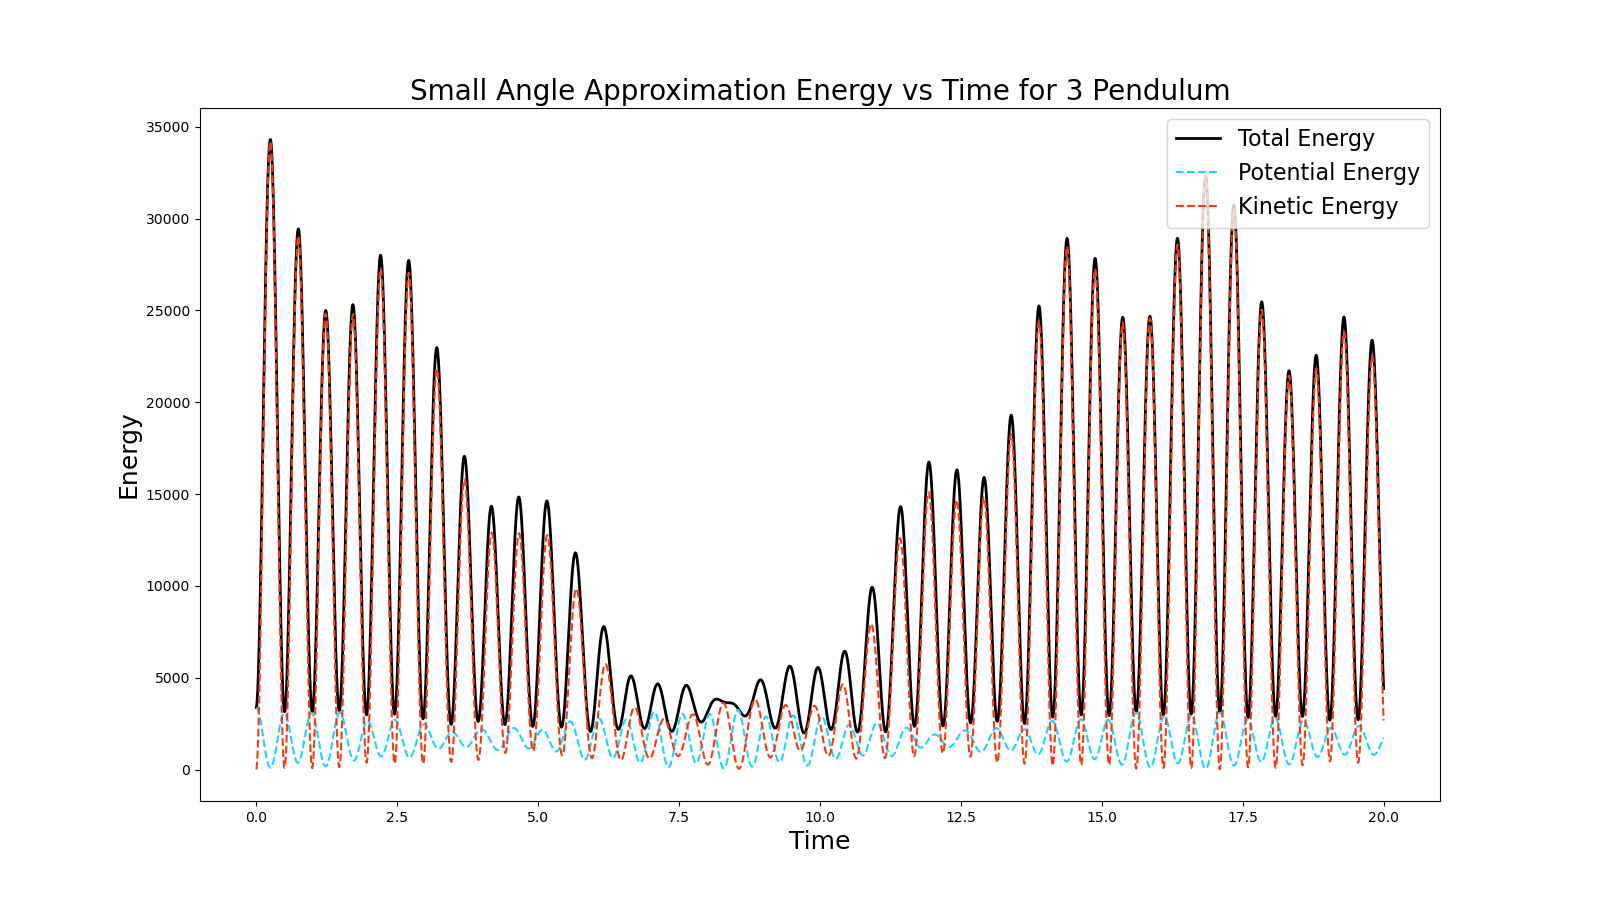 Small Angle Approximation Energy vs Time for 3 Pendulum
35000
30000
25000
20000
15000
10000
5000
0
Energy
Total Energy
Potential Energy
Kinetic Energy
0.0 2.5 5.0 7.5 10.0 12.5 15.0 17.5 20.0
Time